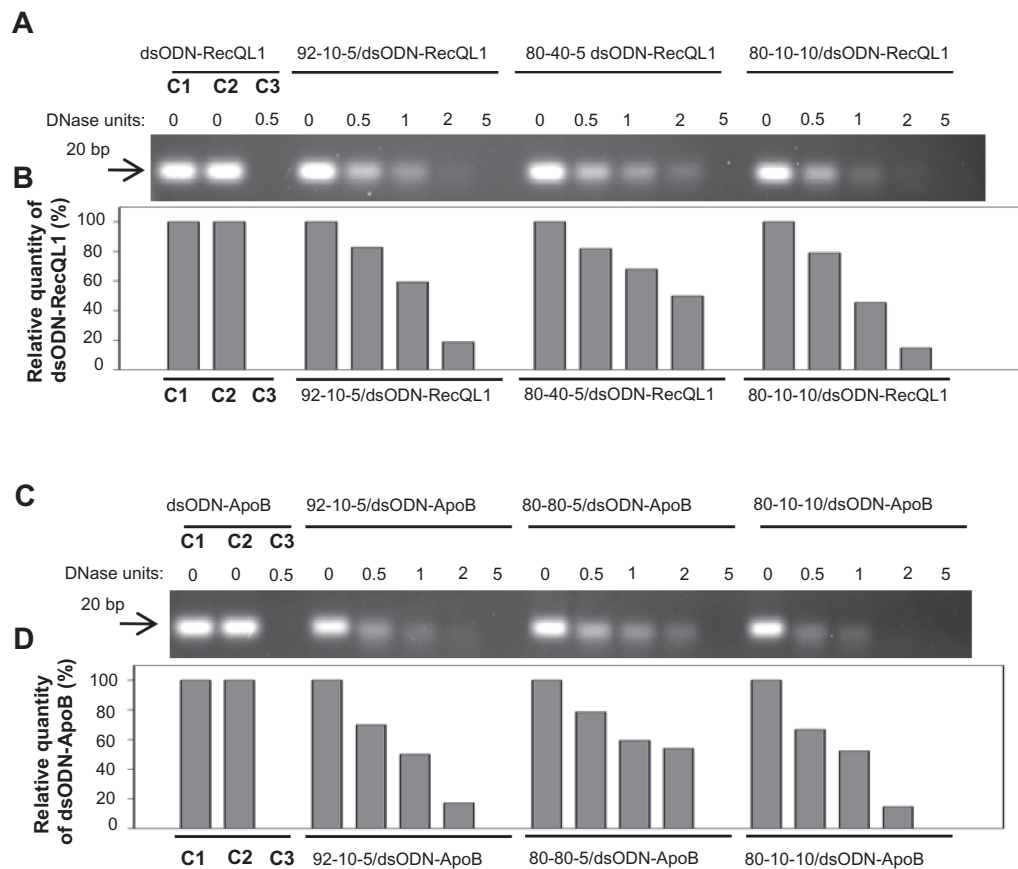 A
dsODN-RecQL1 92-10-5/dsODN-RecQL1 80-40-5 dsODN-RecQL1 80-10-10/dsODN-RecQL1
C1 C2 C3
DNase units: 0 0 0.5 0 0.5 1 2 5 0 0.5 1 2 5 0 0.5 1 2 5
20 bp
B
Relative quantity of
dsODN-RecQL1 (%)
100
80
60
40
20
0
C1 C2 C3 92-10-5/dsODN-RecQL1 80-40-5/dsODN-RecQL1 80-10-10/dsODN-RecQL1
C
dsODN-ApoB 92-10-5/dsODN-ApoB 80-80-5/dsODN-ApoB 80-10-10/dsODN-ApoB
C1 C2 C3
DNase units: 0 0 0.5 0 0.5 1 2 5 0 0.5 1 2 5 0 0.5 1 2 5
20 bp
D
Relative quantity
of dsODN-ApoB (%)
100
80
60
40
20
0
C1 C2 C3 92-10-5/dsODN-ApoB 80-80-5/dsODN-ApoB 80-10-10/dsODN-ApoB